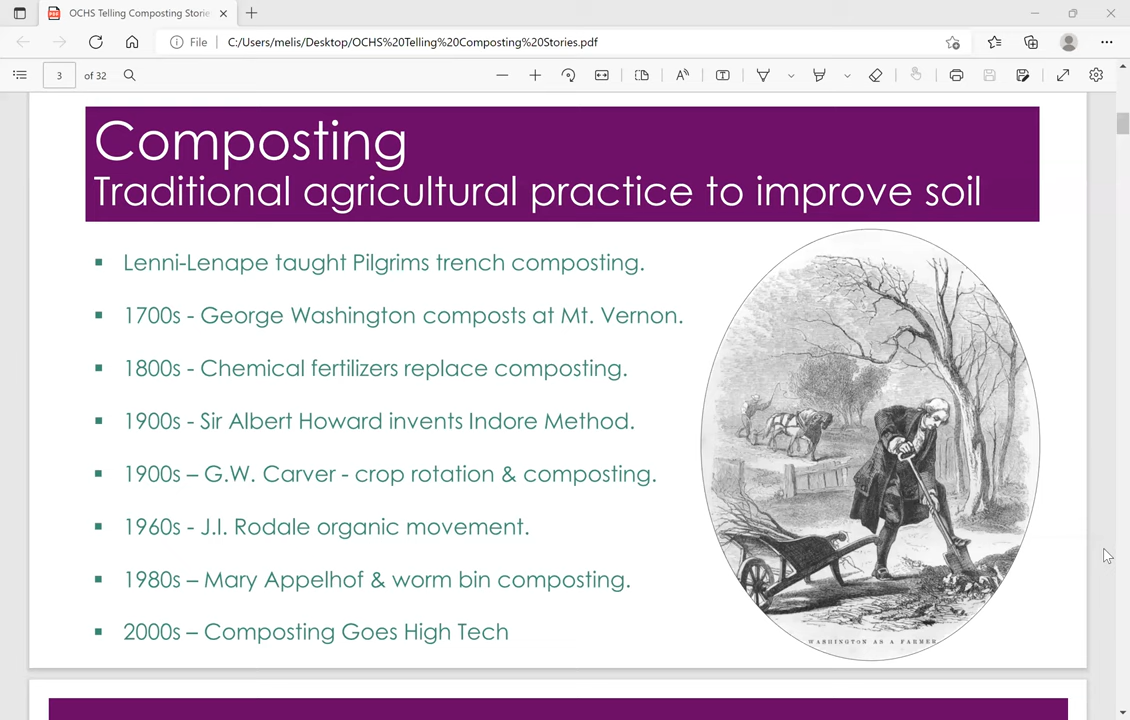 OCHS Telling Composting Storie
File
C:/Users/melis/Desktop/OCHS%20Telling%20Composting%20Stories.pdf
3
of 32
Composting
Traditional agricultural practice to improve soil
▪ Lenni-Lenape taught Pilgrims trench composting.
▪ 1700s - George Washington composts at Mt. Vernon.
▪ 1800s - Chemical fertilizers replace composting.
▪ 1900s - Sir Albert Howard invents Indore Method.
▪ 1900s – G.W. Carver - crop rotation & composting.
▪ 1960s - J.I. Rodale organic movement.
▪ 1980s – Mary Appelhof & worm bin composting.
▪ 2000s – Composting Goes High Tech
WASHINGTON AS A FARMER